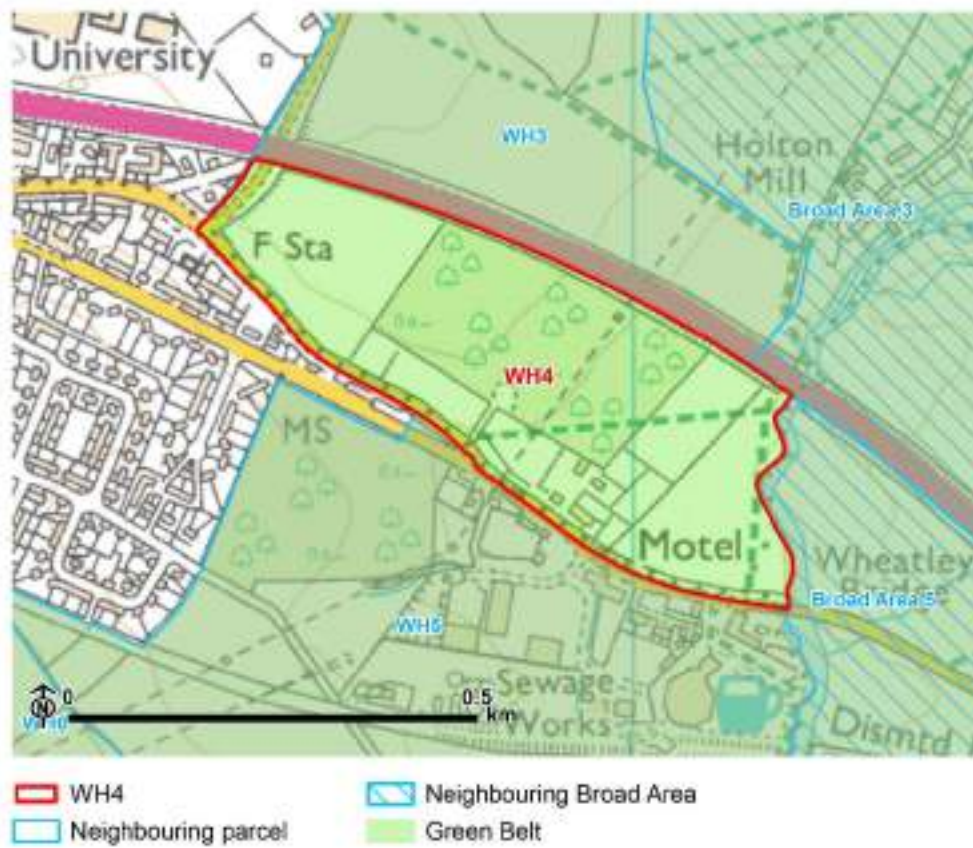 University
WH3
Holton
Mill
Broad Area 3
F Sta
WH4
MS
Motel
Wheatley
Bridge
Broad Area 5
WH5
Sewage
Works
Dismtd
N
0
0.5
km
WH4
Neighbouring Broad Area
Neighbouring parcel
Green Belt